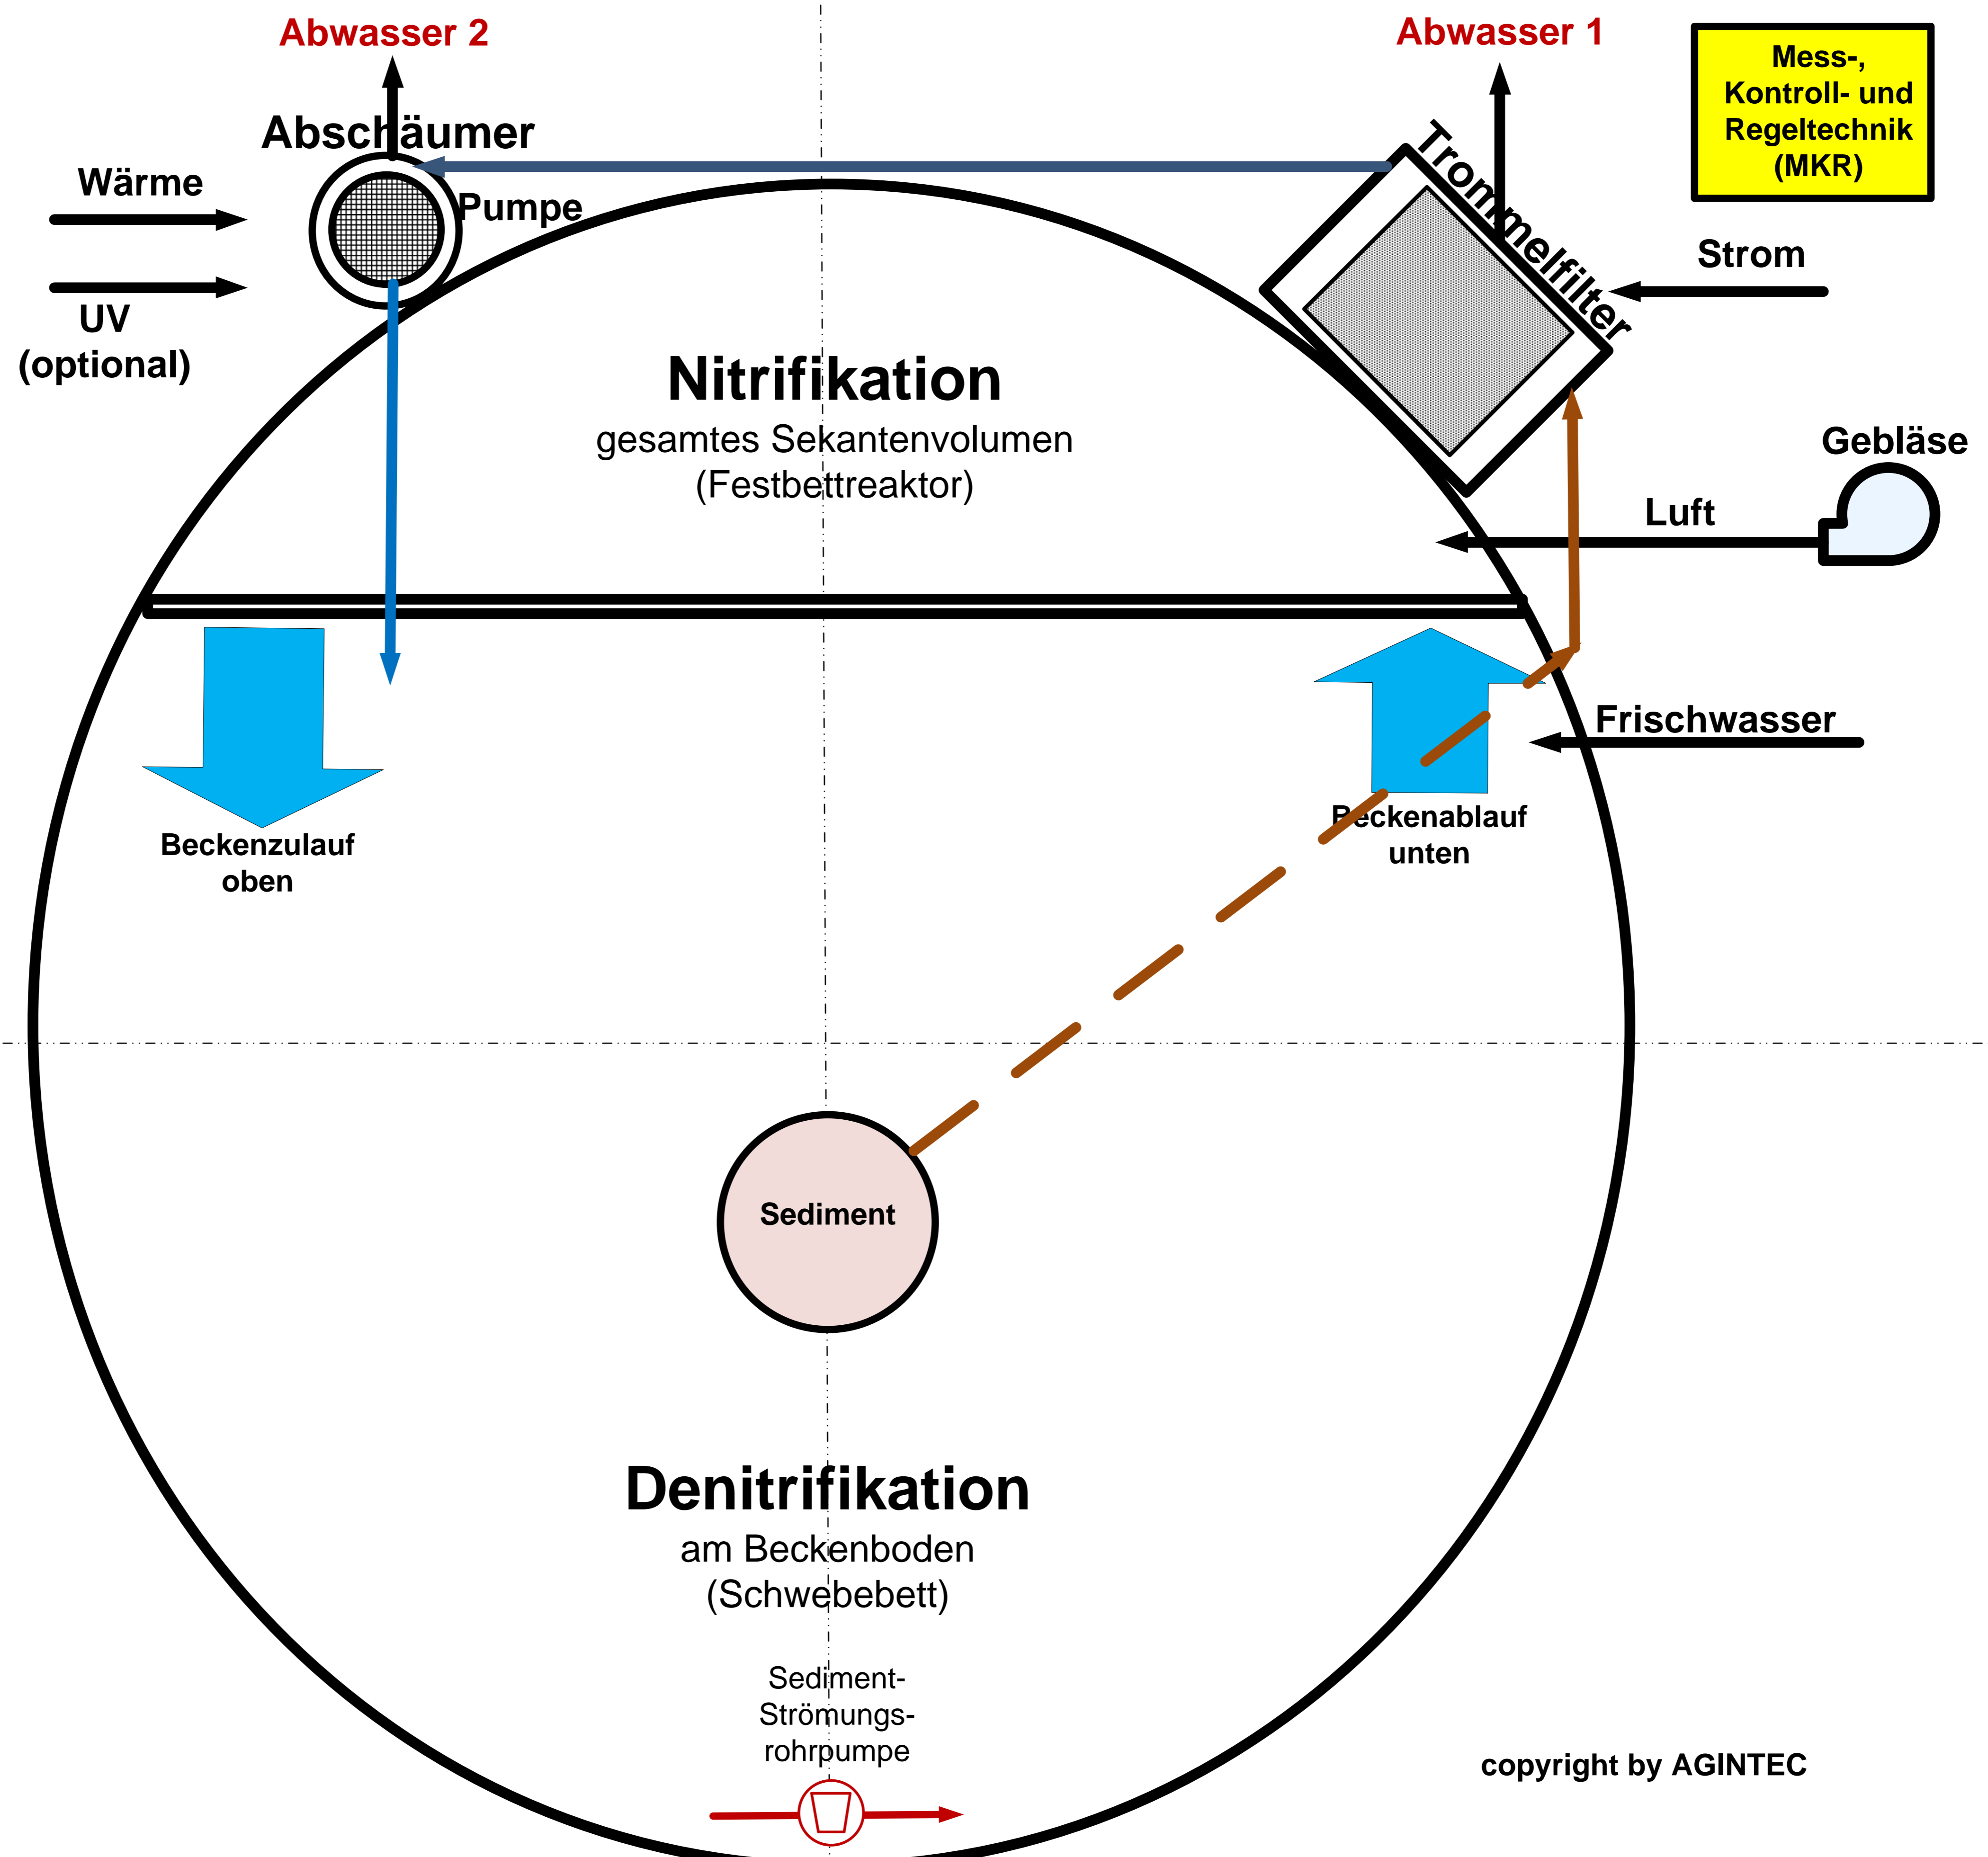 Abwasser 2
Abwasser 1
Mess-,
Kontroll- und
Regeltechnik
(MKR)
Abschäumer
Trommelfilter
Wärme
Pumpe
Strom
UV
(optional)
Nitrifikation
gesamtes Sekantenvolumen
(Festbettreaktor)
Gebläse
Luft
Frischwasser
Beckenzulauf
oben
Beckenablauf
unten
Sediment
Denitrifikation
am Beckenboden
(Schwebebett)
Sediment-
Strömungs-
rohrpumpe
copyright by AGINTEC